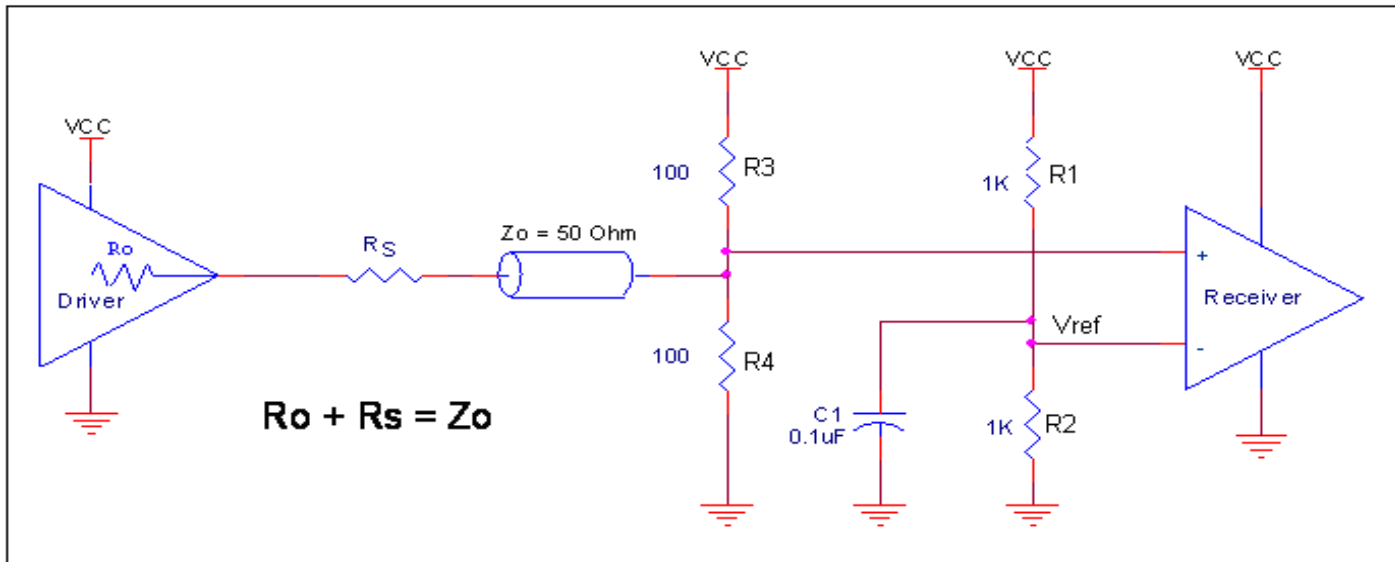 VCC
VCC
VCC
VCC
Ro
Driver
RS
Zo = 50 Ohm
100
R3
100
R4
1K
R1
Vref
C1
0.1uF
1K
R2
+
Receiver
-
Ro + Rs = Zo